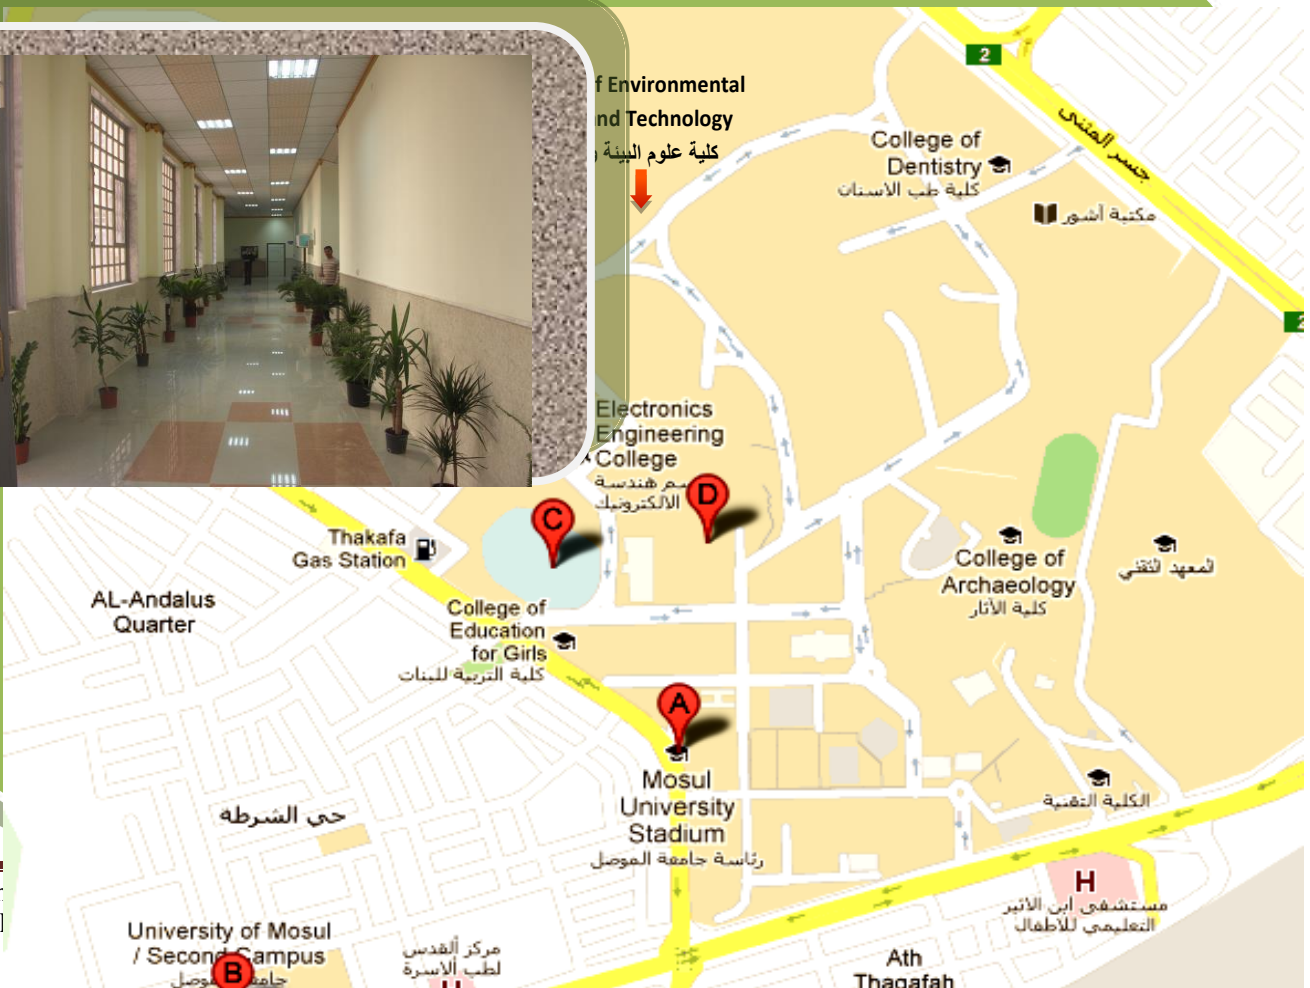 f Environmental
nd Technology
كلية علوم البيئة و
2
جسر المثنى
College of
Dentistry
كلية طب الاسنان
مكتبة آشور
2
Electronics
Engineering
College
سم هندسة
الالكترونيك
D
C
Thakafa
Gas Station
College of
Archaeology
كلية الآثار
المعهد التقني
AL-Andalus
Quarter
College of
Education
for Girls
كلية التربية للبنات
A
Mosul
University
Stadium
رئاسة جامعة الموصل
حي الشرطة
الكلية التقنية
H
مستشفى ابن الاثير
التعليمي للاطفال
University of Mosul
/ Second Campus
B
مركز القدس
لطب الاسرة
H
Ath
Thaqafah